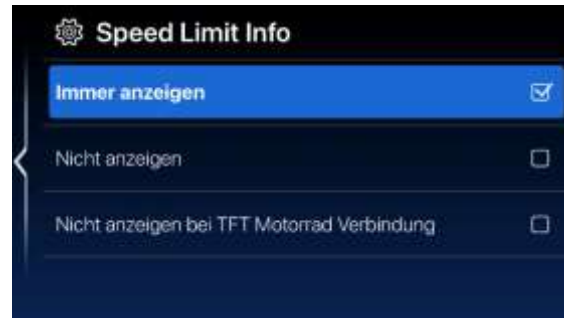 Speed Limit Info
Immer anzeigen
Nicht anzeigen
Nicht anzeigen bei TFT Motorrad Verbindung